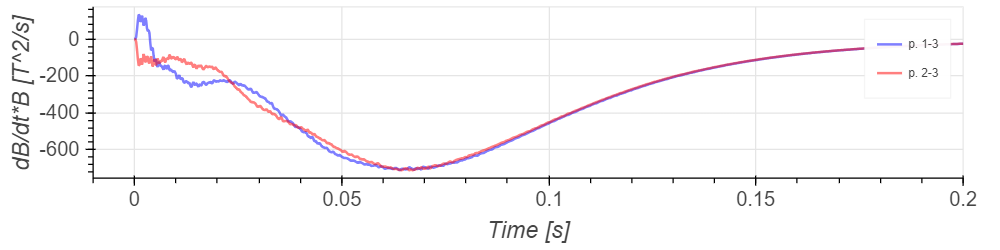 dB/dt*B [T^2/s]
0
-200
-400
-600
p. 1-3
p. 2-3
0
0.05
0.1
0.15
0.2
Time [s]